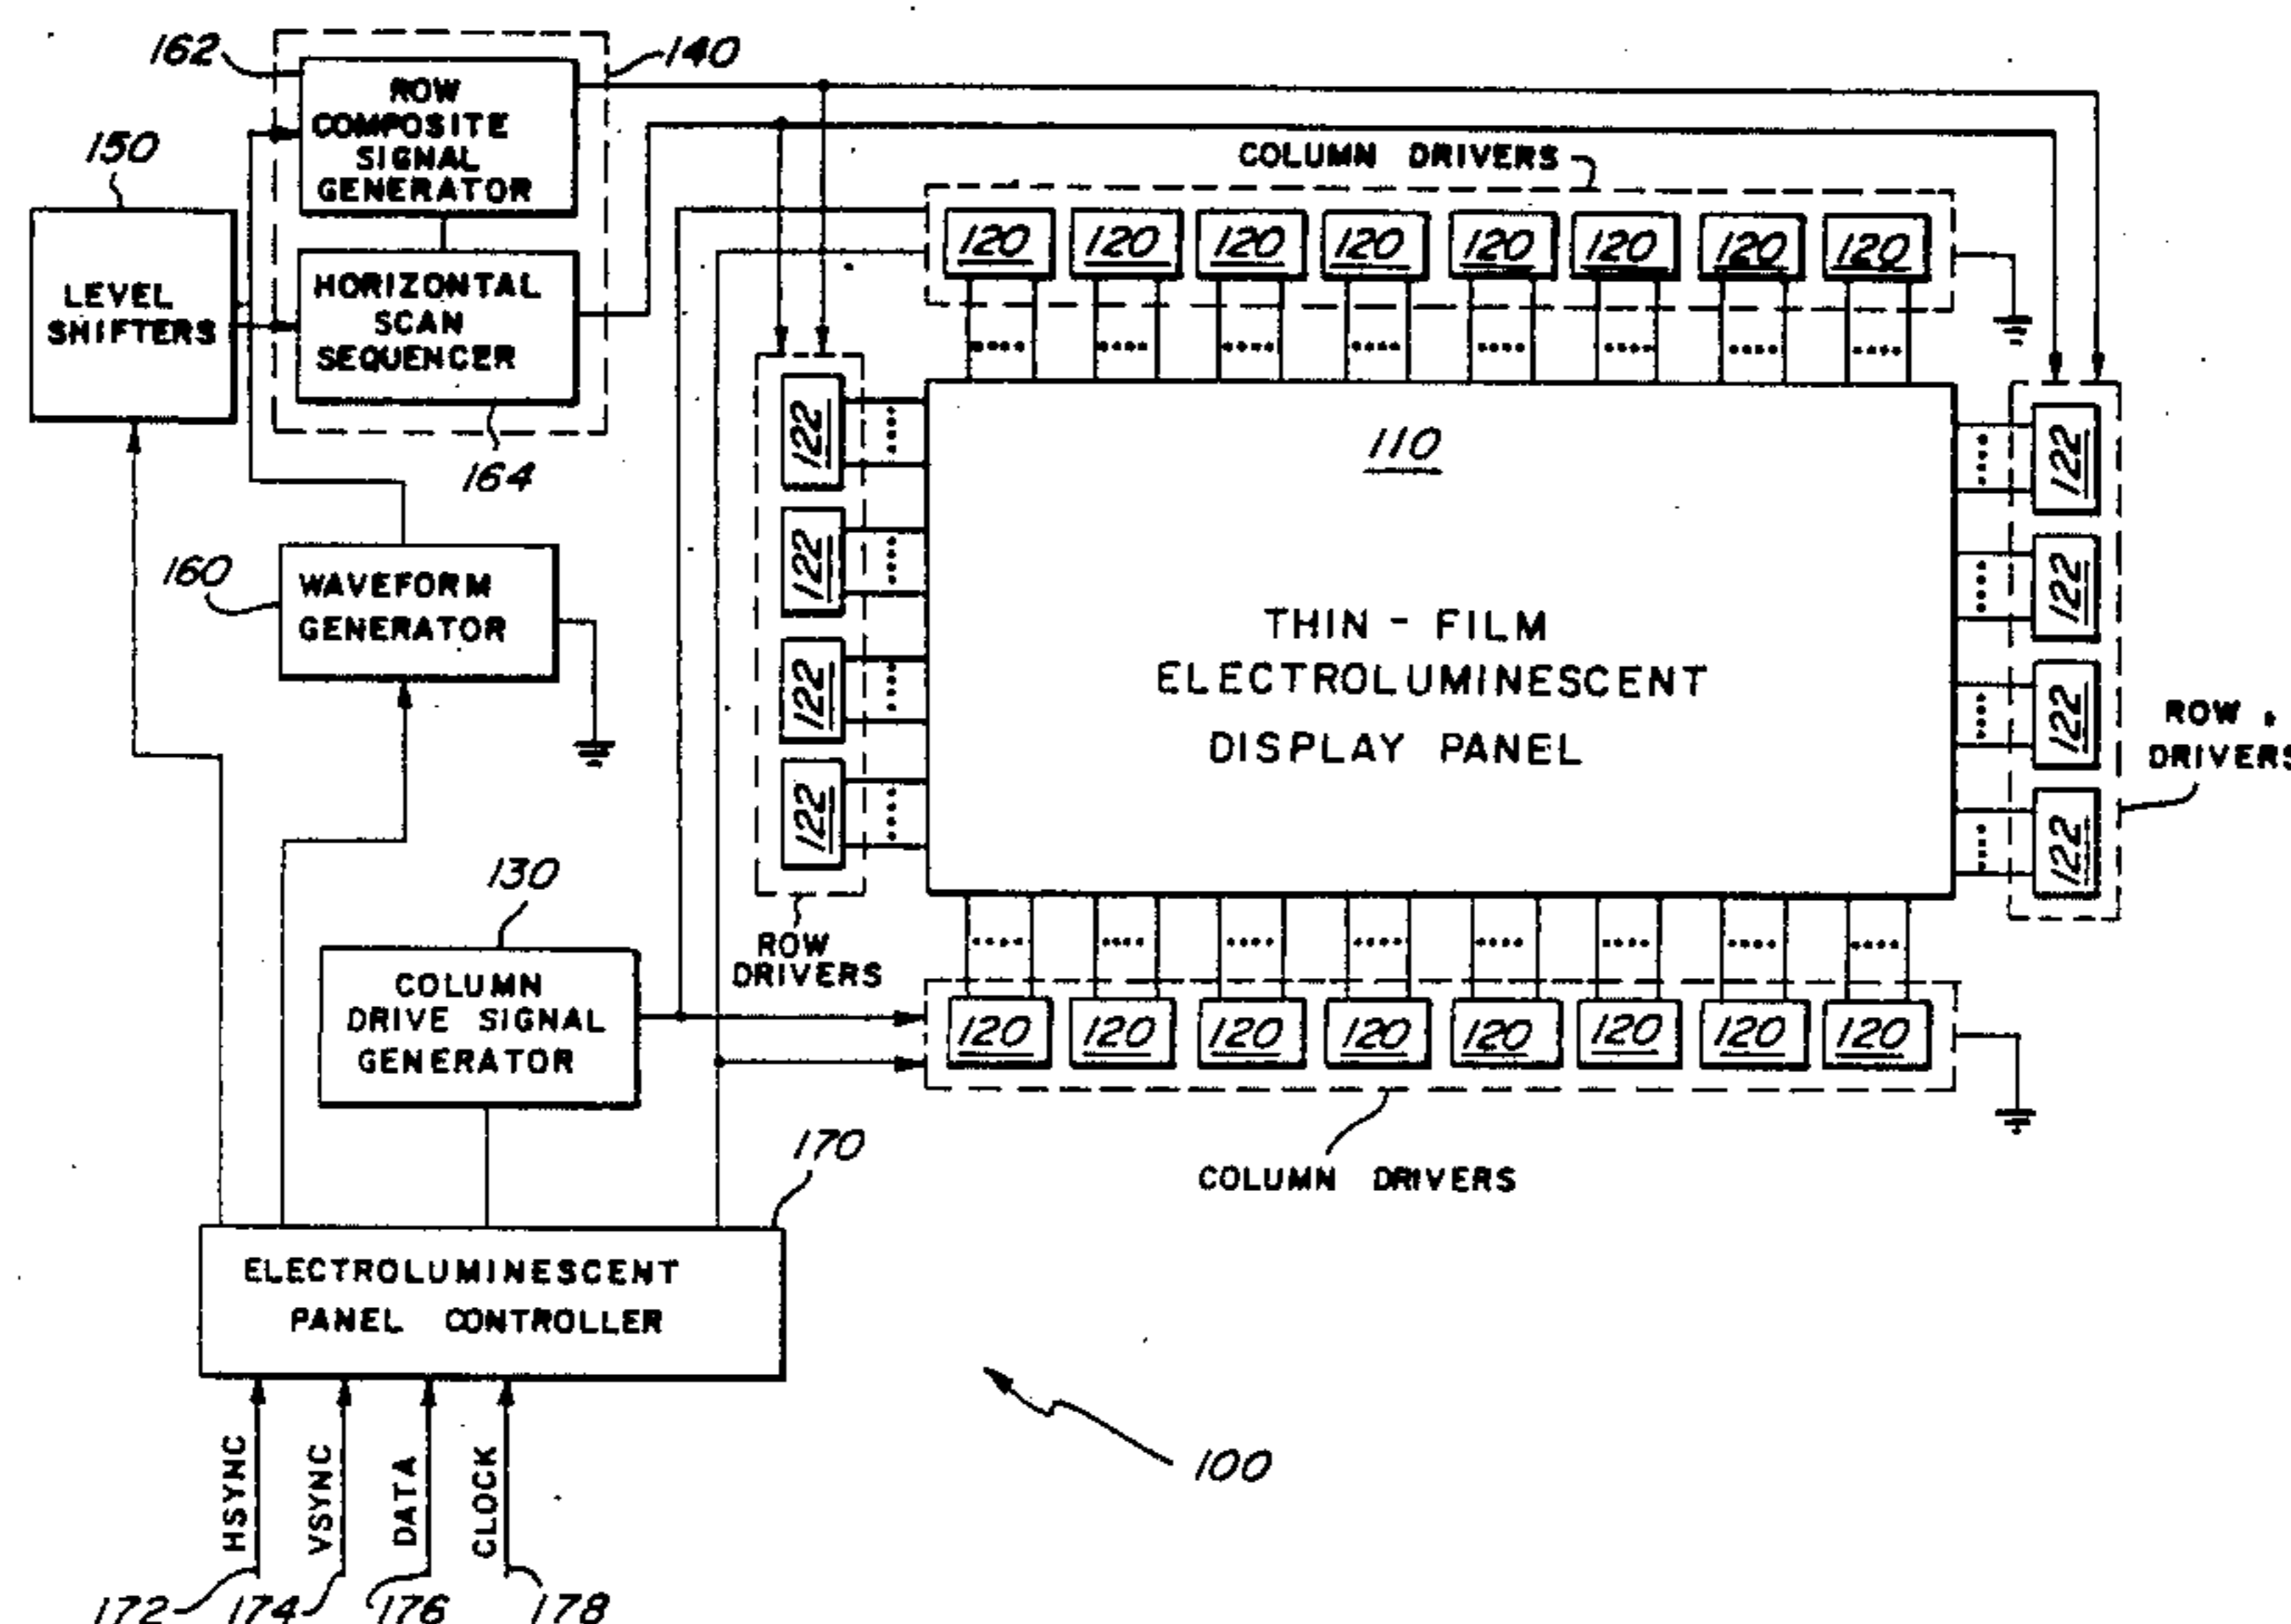 162
140
ROW
COMPOSITE
SIGNAL
GENERATOR
150
LEVEL
SHIFTERS
HORIZONTAL
SCAN
SEQUENCER
164
COLUMN DRIVERS
120 120 120 120 120 120 120 120
160
WAVEFORM
GENERATOR
122
122
122
122
ROW
DRIVERS
110
THIN - FILM
ELECTROLUMINESCENT
DISPLAY PANEL
122
122
122
122
ROW
DRIVERS
130
COLUMN
DRIVE SIGNAL
GENERATOR
120 120 120 120 120 120 120 120
COLUMN DRIVERS
170
ELECTROLUMINESCENT
PANEL CONTROLLER
HSYNC
VSYNC
DATA
CLOCK
172 174 176 178
100